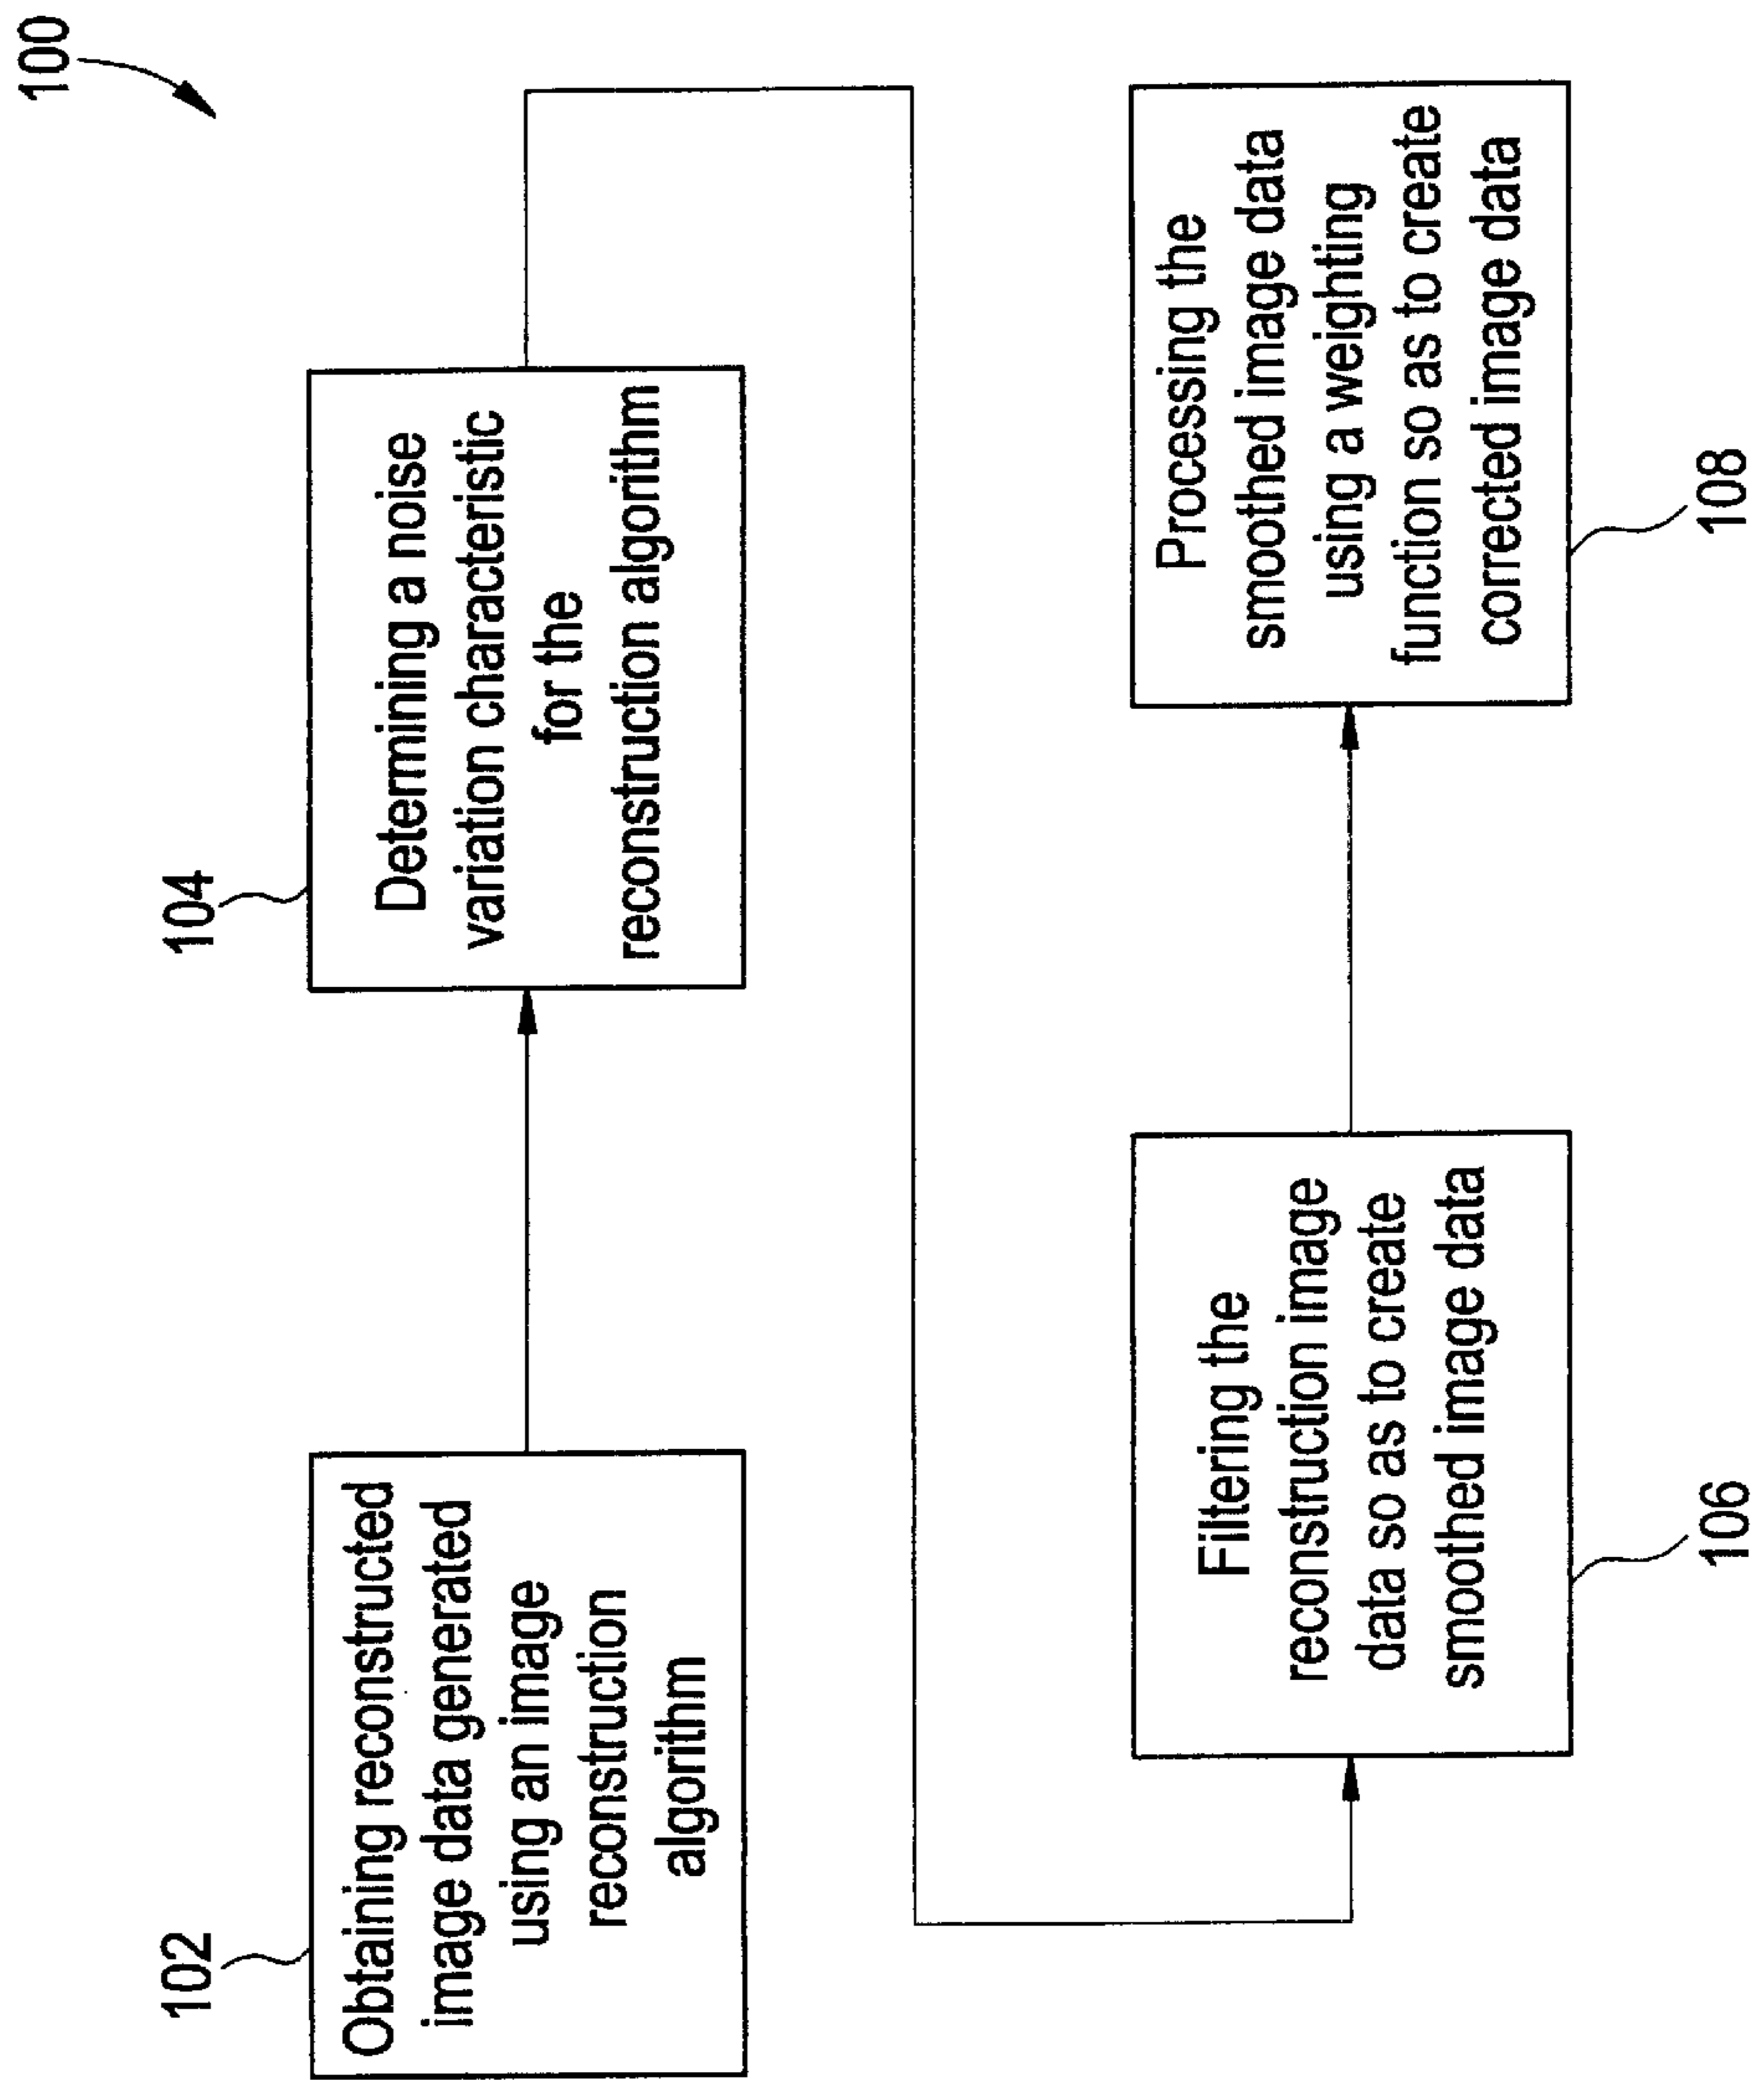 100
102
Obtaining reconstructed
image data generated
using an image
reconstruction
algorithm
104
Determining a noise
variation characteristic
for the
reconstruction algorithm
Filtering the
reconstruction image
data so as to create
smoothed image data
106
Processing the
smoothed image data
using a weighting
function so as to create
corrected image data
108